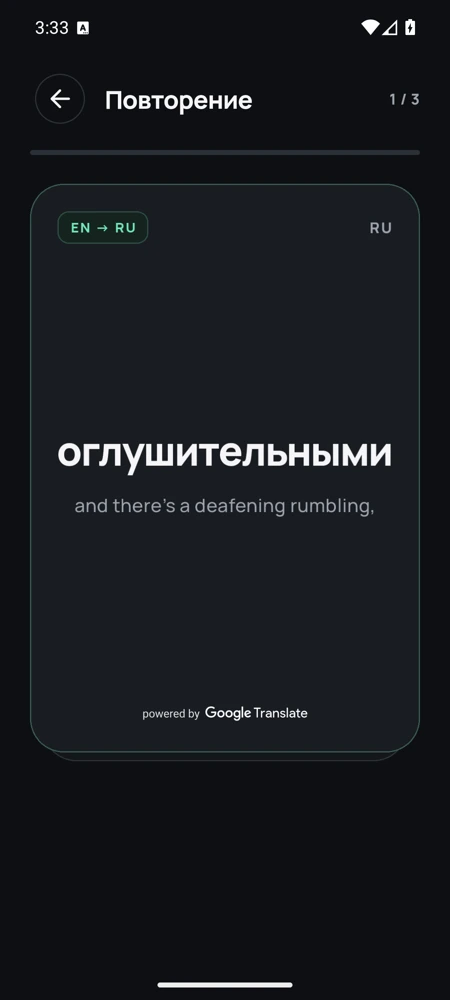 3:33 A
Повторение
1 / 3
EN → RU
RU
оглушительными
and there's a deafening rumbling,
powered by Google Translate